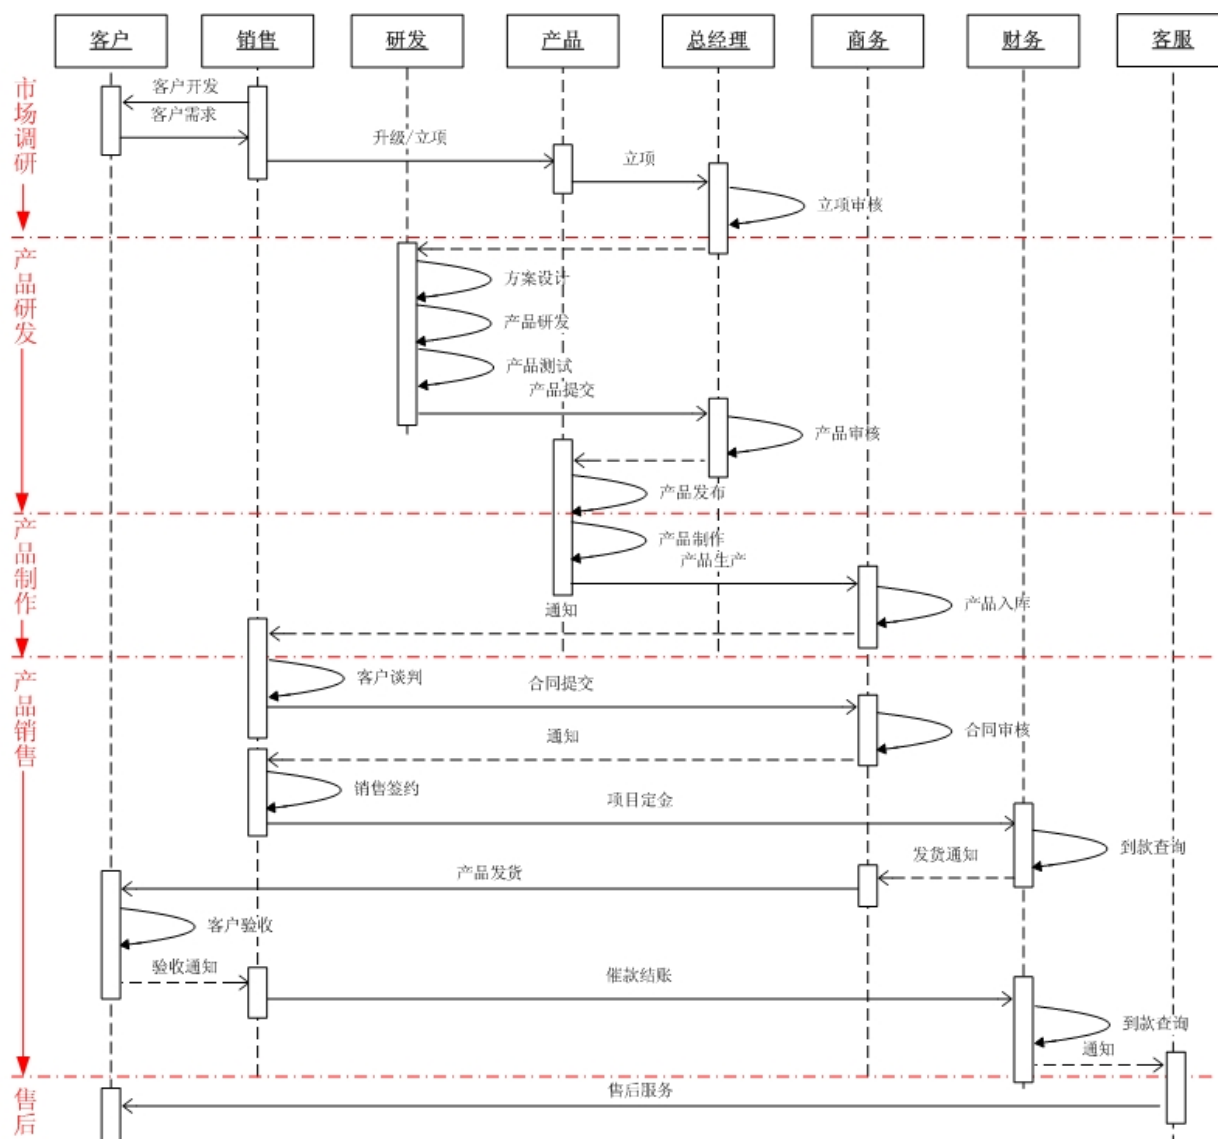 客户
销售
研发
产品
总经理
商务
财务
客服
市场调研
客户开发
客户需求
升级/立项
立项
立项审核
产品研发
方案设计
产品研发
产品测试
产品提交
产品审核
产品发布
产品制作
产品制作
产品生产
产品入库
通知
产品销售
客户谈判
合同提交
合同审核
通知
销售签约
项目定金
到款查询
发货通知
产品发货
客户验收
验收通知
催款结账
到款查询
通知
售后
售后服务